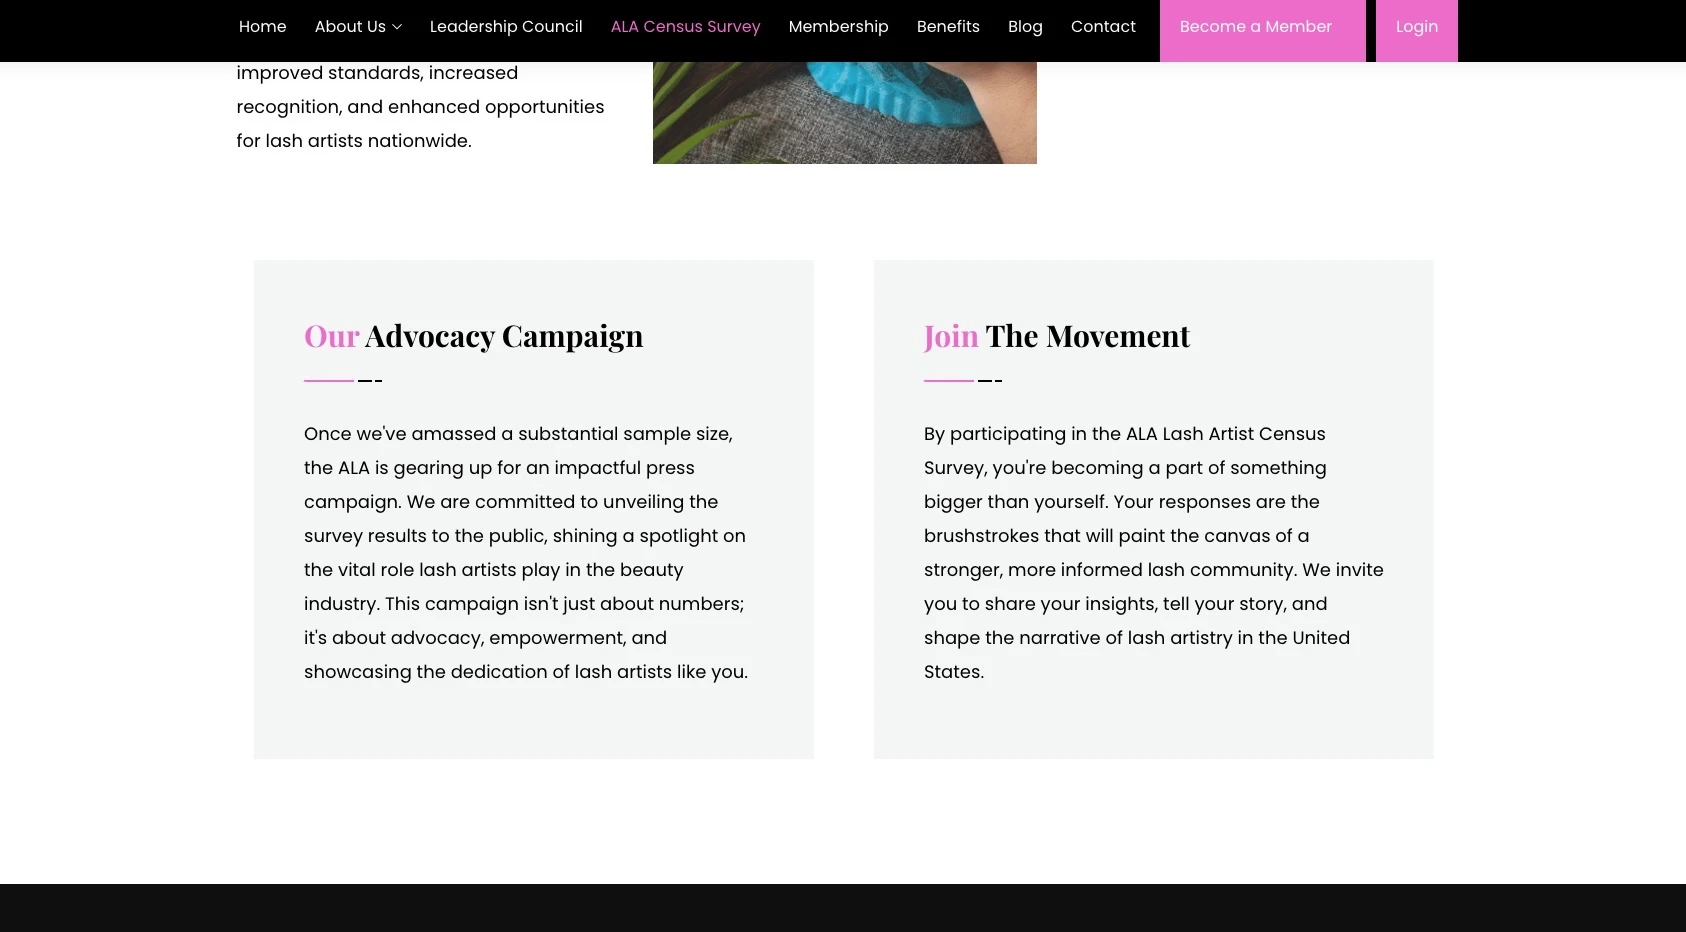 Home About Us Leadership Council ALA Census Survey Membership Benefits Blog Contact Become a Member Login
improved standards, increased
recognition, and enhanced opportunities
for lash artists nationwide.
Our Advocacy Campaign
Once we've amassed a substantial sample size,
the ALA is gearing up for an impactful press
campaign. We are committed to unveiling the
survey results to the public, shining a spotlight on
the vital role lash artists play in the beauty
industry. This campaign isn't just about numbers;
it's about advocacy, empowerment, and
showcasing the dedication of lash artists like you.
Join The Movement
By participating in the ALA Lash Artist Census
Survey, you're becoming a part of something
bigger than yourself. Your responses are the
brushstrokes that will paint the canvas of a
stronger, more informed lash community. We invite
you to share your insights, tell your story, and
shape the narrative of lash artistry in the United
States.